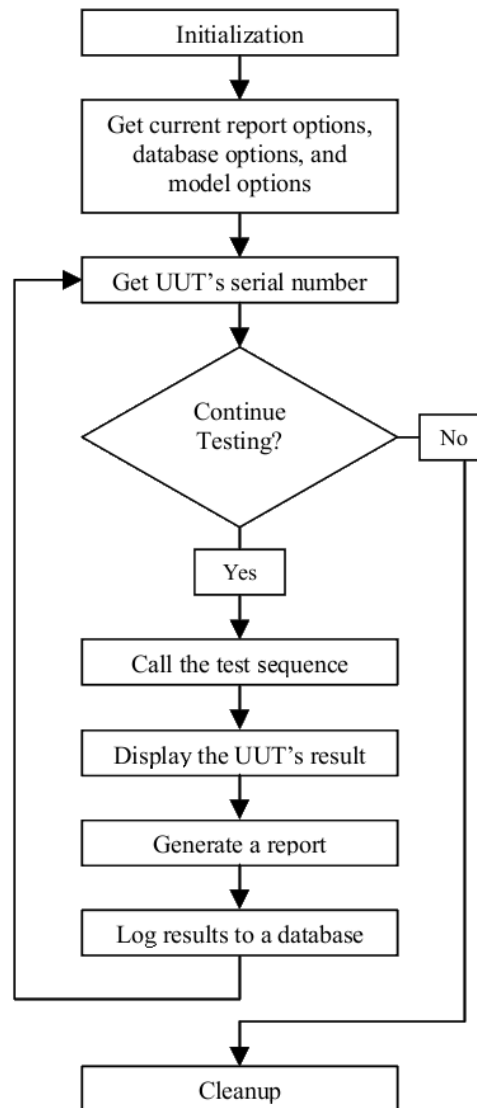 Initialization
Get current report options,
database options, and
model options
Get UUT's serial number
Continue
Testing?
No
Yes
Call the test sequence
Display the UUT's result
Generate a report
Log results to a database
Cleanup